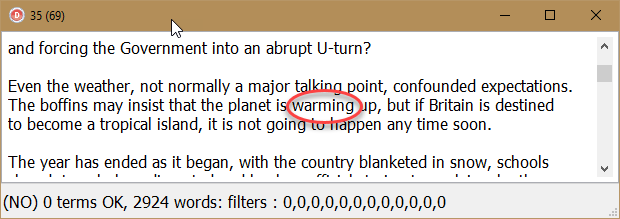 35 (69)
and forcing the Government into an abrupt U-turn?
Even the weather, not normally a major talking point, confounded expectations.
The boffins may insist that the planet is warming up, but if Britain is destined
to become a tropical island, it is not going to happen any time soon.
The year has ended as it began, with the country blanketed in snow, schools
(NO) 0 terms OK, 2924 words: filters : 0,0,0,0,0,0,0,0,0,0,0,0